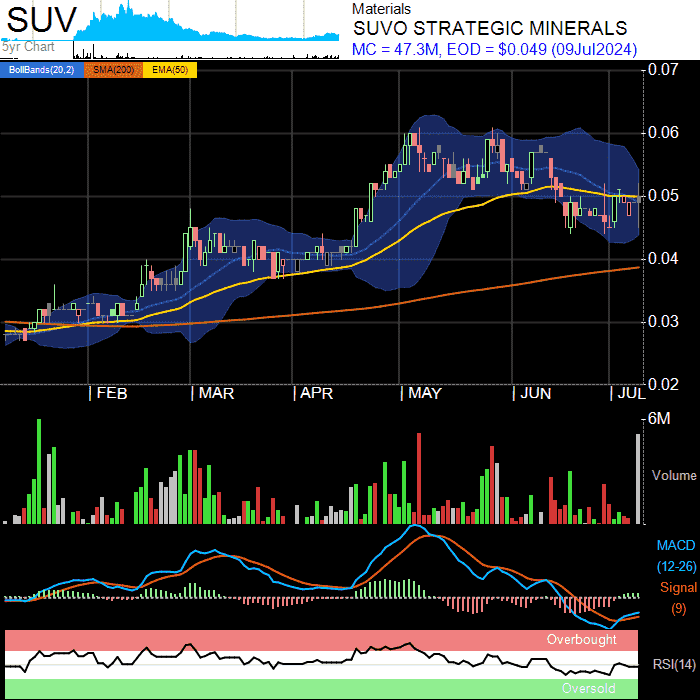 SUV
5yr Chart
Materials
SUVO STRATEGIC MINERALS
MC = 47.3M, EOD = $0.049 (09Jul2024)
BollBands(20,2) SMA(200) EMA(50)
0.07
0.06
0.05
0.04
0.03
0.02
| FEB | MAR | APR | MAY | JUN | JUL
6M
Volume
MACD
(12-26)
Signal
(9)
Overbought
RSI(14)
Oversold